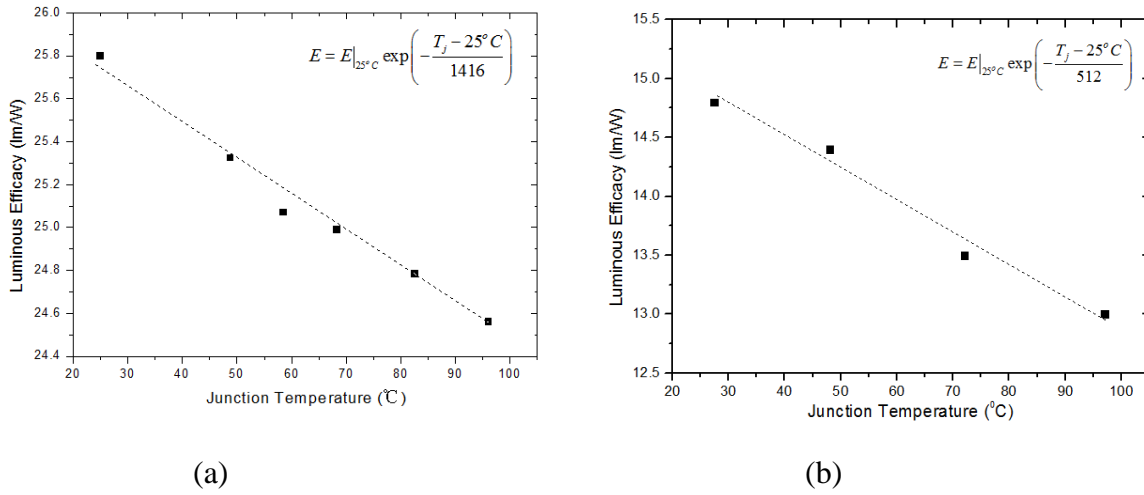 26.0
25.8
25.6
25.4
25.2
25.0
24.8
24.6
24.4
Luminous Efficacy (lm/W)
E = E|25°C exp(−(Tj − 25°C)/1416)
20 30 40 50 60 70 80 90 100
Junction Temperature (℃)
(a)
15.5
15.0
14.5
14.0
13.5
13.0
12.5
Luminous Efficacy (lm/W)
E = E|25°C exp(−(Tj − 25°C)/512)
20 30 40 50 60 70 80 90 100
Junction Temperature (⁰C)
(b)